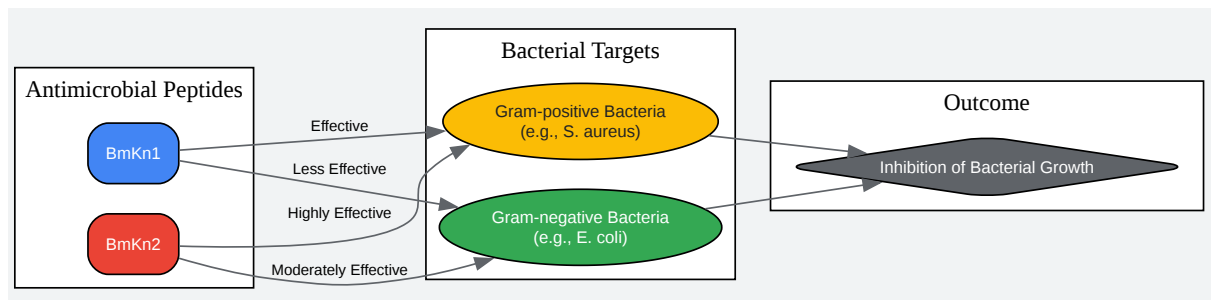 Antimicrobial Peptides
BmKn1
BmKn2
Effective
Less Effective
Highly Effective
Moderately Effective
Bacterial Targets
Gram-positive Bacteria
(e.g., S. aureus)
Gram-negative Bacteria
(e.g., E. coli)
Outcome
Inhibition of Bacterial Growth